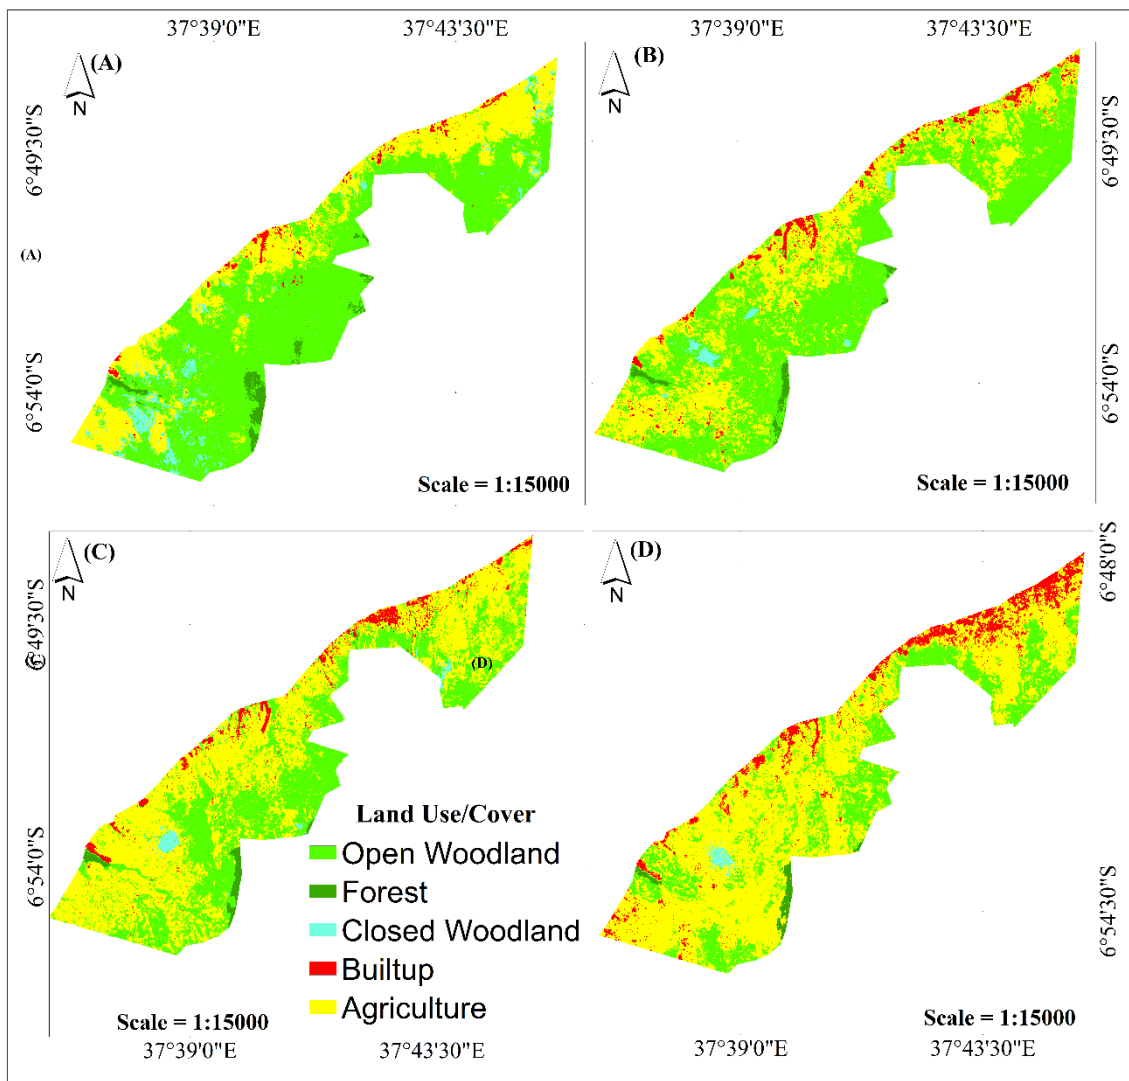 37°39'0"E 37°43'30"E 37°39'0"E 37°43'30"E
(A) (B)
N N
6°49'30"S 6°49'30"S
(A)
6°54'0"S 6°54'0"S
Scale = 1:15000 Scale = 1:15000
(C) (D)
N N
6°48'0"S
6°49'30"S
(D)
Land Use/Cover
Open Woodland
Forest
Closed Woodland
Builtup
Agriculture
6°54'0"S 6°54'30"S
Scale = 1:15000 Scale = 1:15000
37°39'0"E 37°43'30"E 37°39'0"E 37°43'30"E